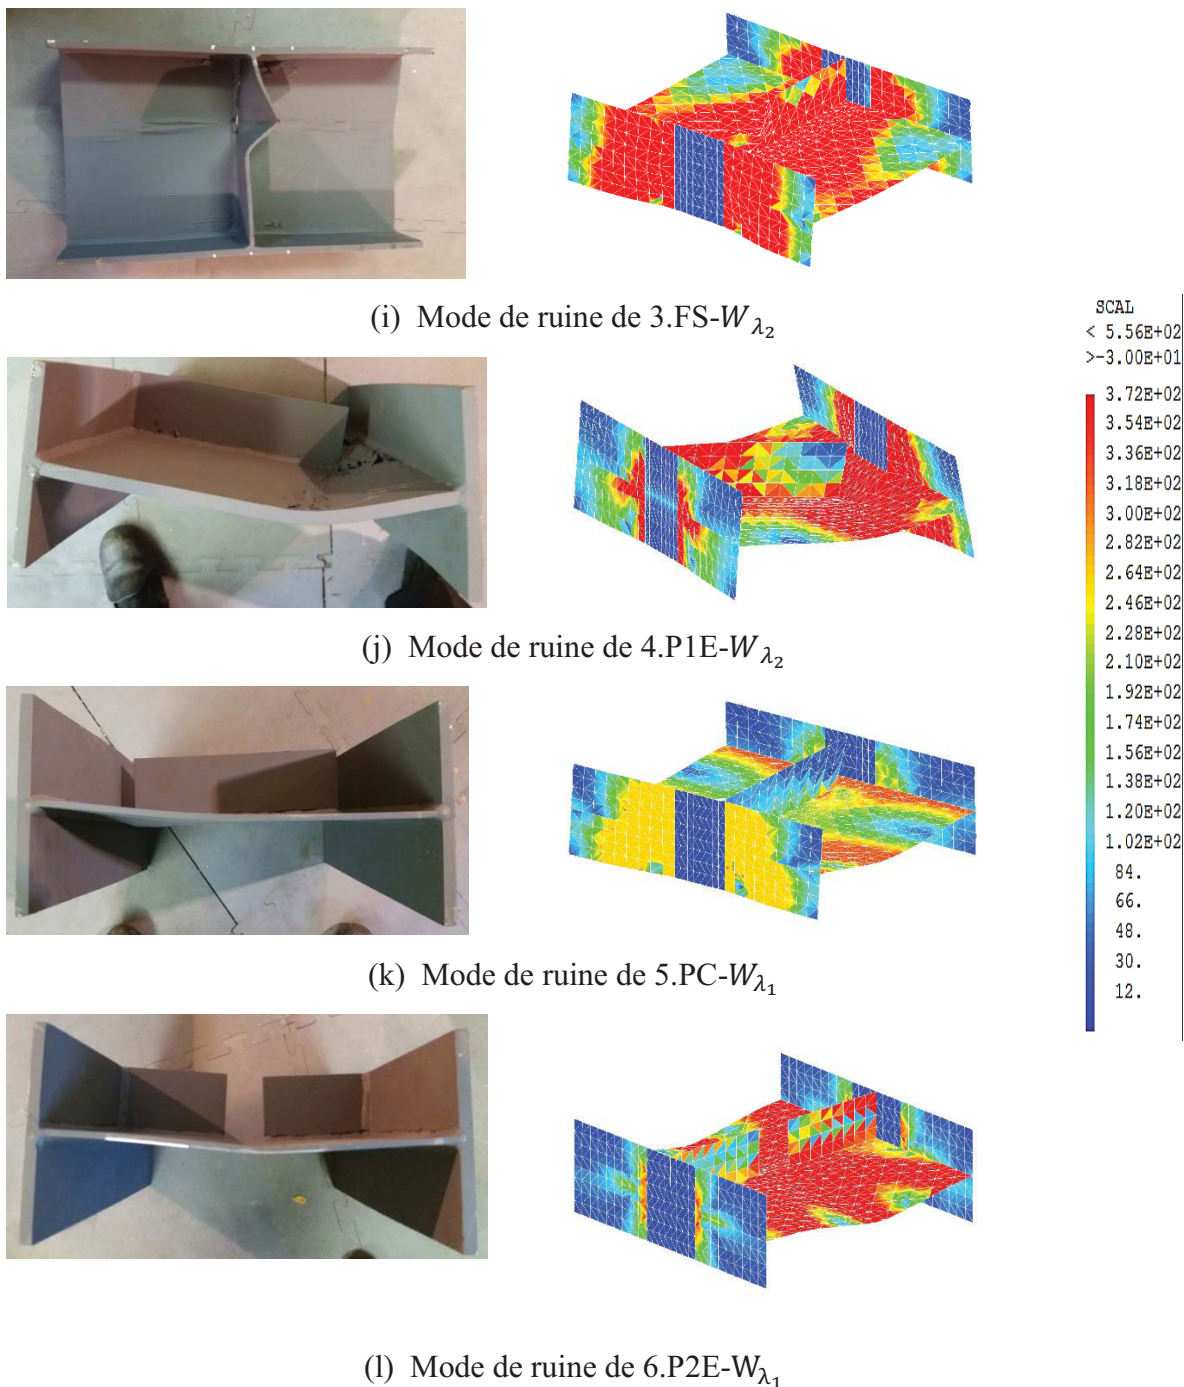 (i) Mode de ruine de 3.FS-W_λ₂
SCAL
< 5.56E+02
>-3.00E+01
3.72E+02
3.54E+02
3.36E+02
3.18E+02
3.00E+02
2.82E+02
2.64E+02
2.46E+02
2.28E+02
2.10E+02
1.92E+02
1.74E+02
1.56E+02
1.38E+02
1.20E+02
1.02E+02
84.
66.
48.
30.
12.
(j) Mode de ruine de 4.P1E-W_λ₂
(k) Mode de ruine de 5.PC-W_λ₁
(l) Mode de ruine de 6.P2E-W_λ₁